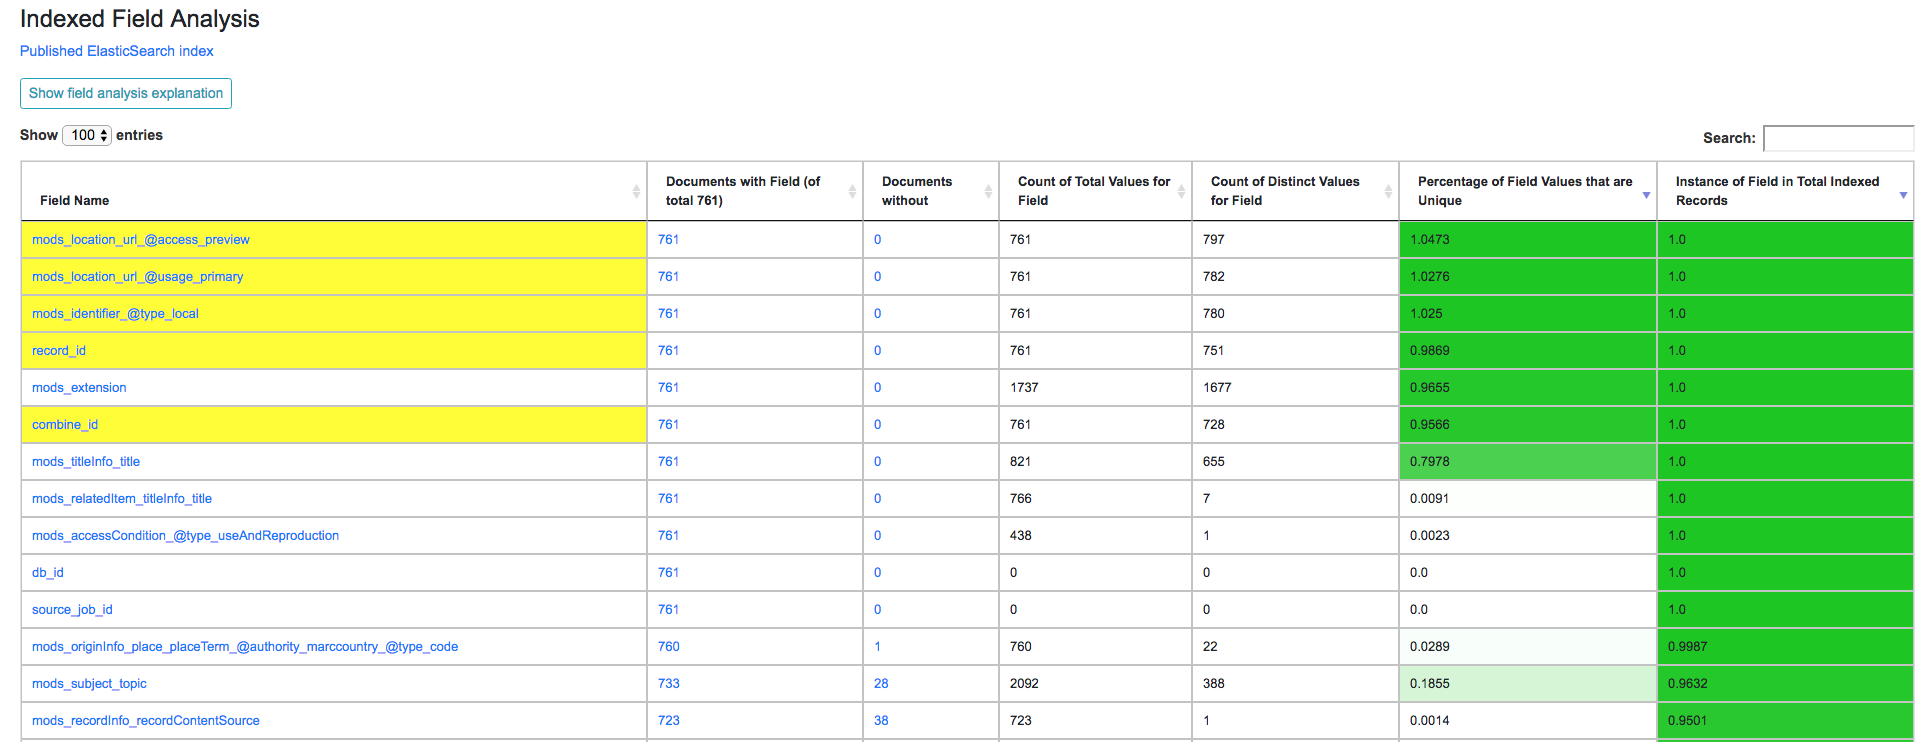 Indexed Field Analysis
Published ElasticSearch index
Show field analysis explanation
Show 100 entries
Search:
Field Name
Documents with Field (of total 761)
Documents without
Count of Total Values for Field
Count of Distinct Values for Field
Percentage of Field Values that are Unique
Instance of Field in Total Indexed Records
mods_location_url_@access_preview 761 0 761 797 1.0473 1.0
mods_location_url_@usage_primary 761 0 761 782 1.0276 1.0
mods_identifier_@type_local 761 0 761 780 1.025 1.0
record_id 761 0 761 751 0.9869 1.0
mods_extension 761 0 1737 1677 0.9655 1.0
combine_id 761 0 761 728 0.9566 1.0
mods_titleInfo_title 761 0 821 655 0.7978 1.0
mods_relatedItem_titleInfo_title 761 0 766 7 0.0091 1.0
mods_accessCondition_@type_useAndReproduction 761 0 438 1 0.0023 1.0
db_id 761 0 0 0 0.0 1.0
source_job_id 761 0 0 0 0.0 1.0
mods_originInfo_place_placeTerm_@authority_marccountry_@type_code 760 1 760 22 0.0289 0.9987
mods_subject_topic 733 28 2092 388 0.1855 0.9632
mods_recordInfo_recordContentSource 723 38 723 1 0.0014 0.9501